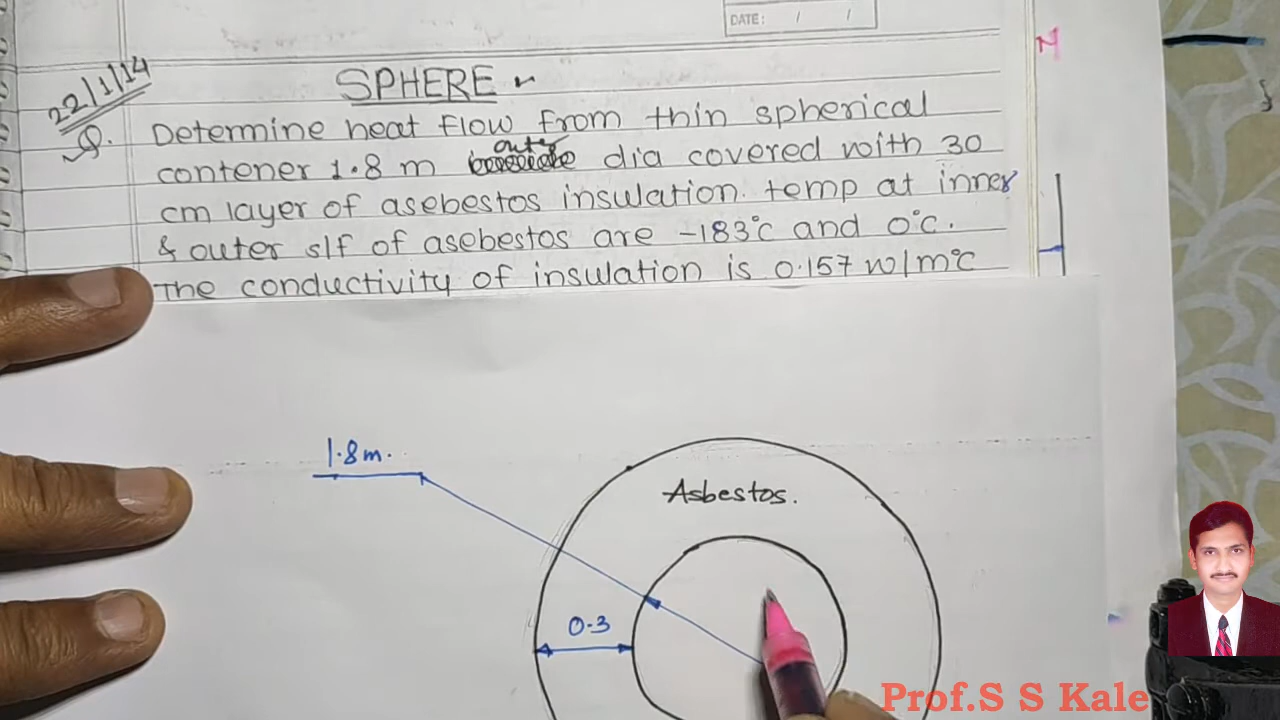 DATE: / /
22/1/14
SPHERE
Q. Determine heat flow from thin spherical
outer
contener 1.8 m dia covered with 30
cm layer of asebestos insulation. temp at inner
& outer s/f of asebestos are -183°c and 0°c.
The conductivity of insulation is 0.157 w/m°c
1.8m.
Asbestos.
0.3
Prof.S S Kale